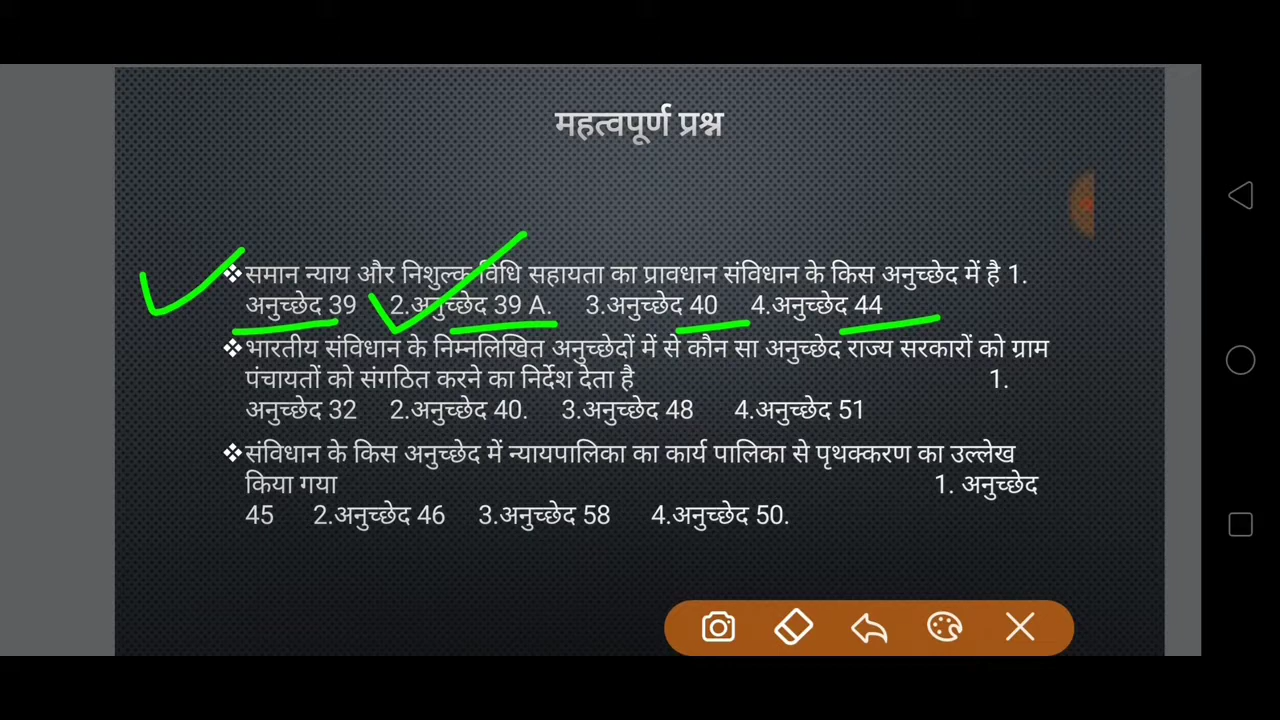 महत्वपूर्ण प्रश्न
❖समान न्याय और निशुल्क विधि सहायता का प्रावधान संविधान के किस अनुच्छेद में है 1.
अनुच्छेद 39 2.अनुच्छेद 39 A. 3.अनुच्छेद 40 4.अनुच्छेद 44
❖भारतीय संविधान के निम्नलिखित अनुच्छेदों में से कौन सा अनुच्छेद राज्य सरकारों को ग्राम
पंचायतों को संगठित करने का निर्देश देता है 1.
अनुच्छेद 32 2.अनुच्छेद 40. 3.अनुच्छेद 48 4.अनुच्छेद 51
❖संविधान के किस अनुच्छेद में न्यायपालिका का कार्य पालिका से पृथक्करण का उल्लेख
किया गया 1. अनुच्छेद
45 2.अनुच्छेद 46 3.अनुच्छेद 58 4.अनुच्छेद 50.